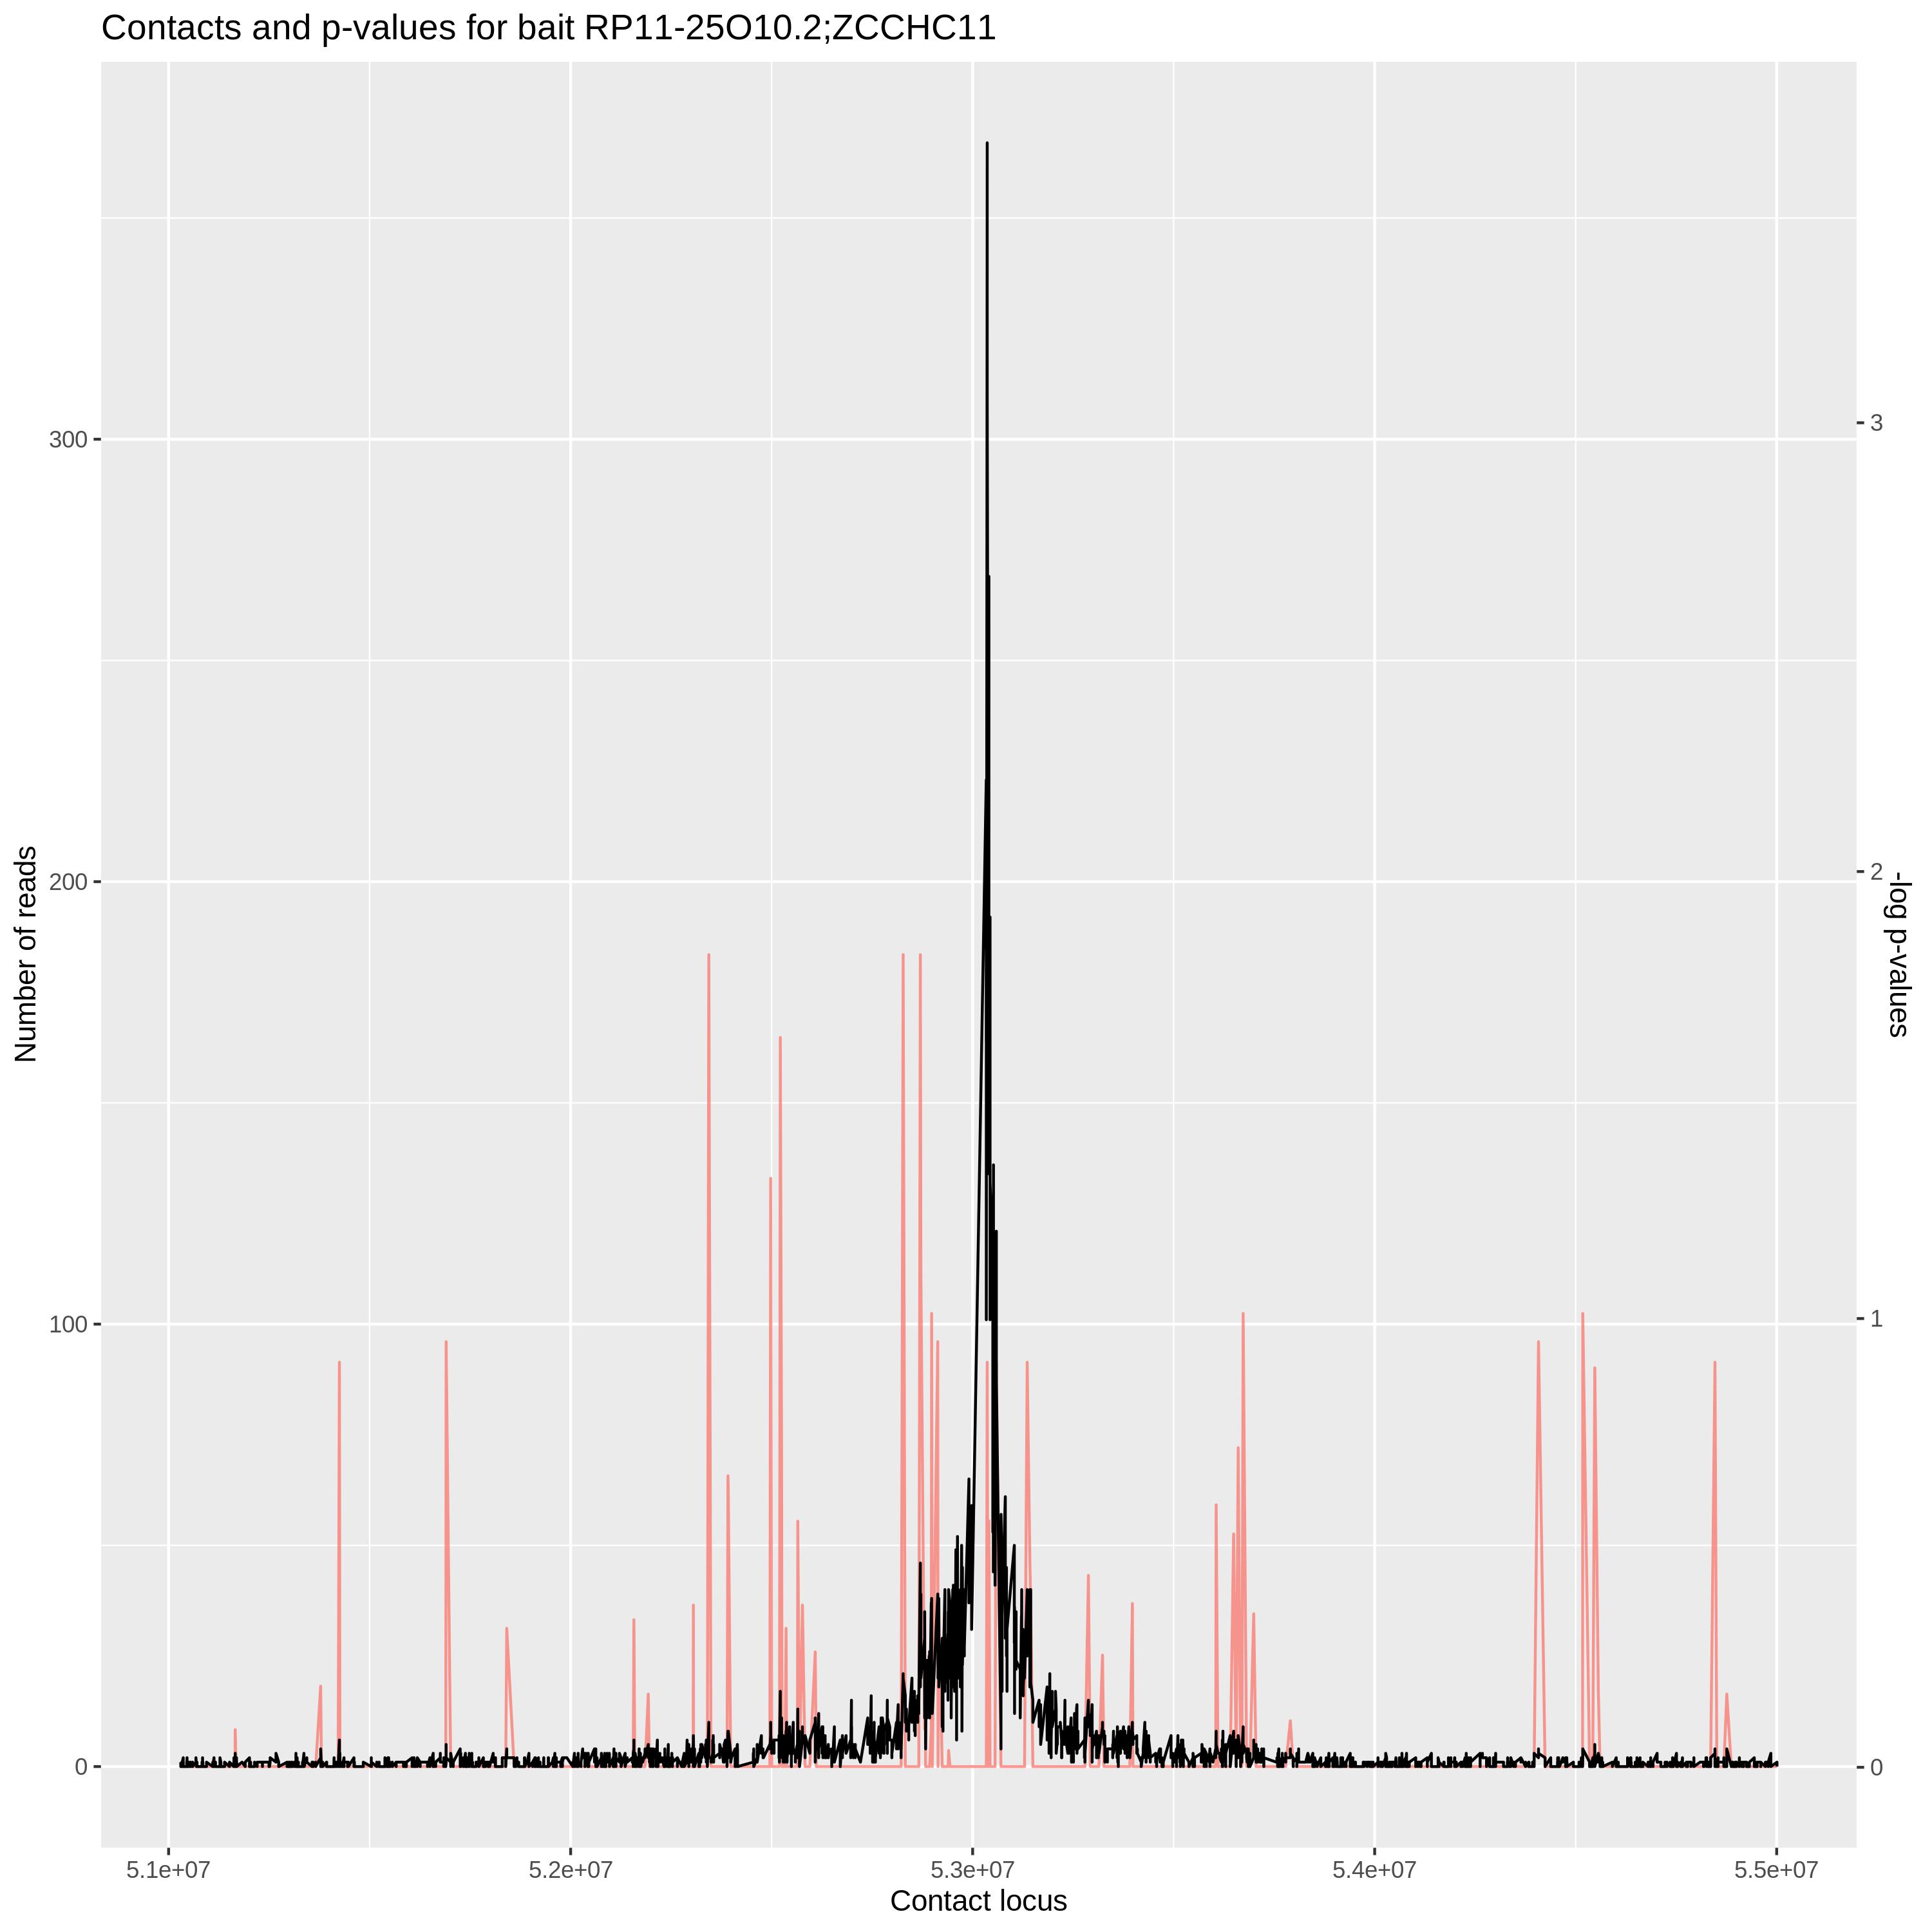 Contacts and p-values for bait RP11-25O10.2;ZCCHC11
Number of reads
300
200
100
0
3
2
1
0
-log p-values
5.1e+07 5.2e+07 5.3e+07 5.4e+07 5.5e+07
Contact locus